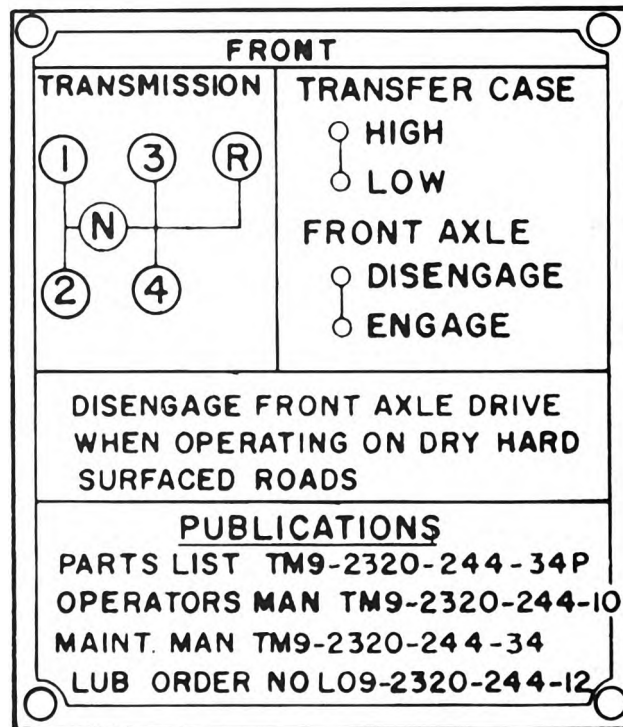 FRONT
TRANSMISSION
1 3 R
N
2 4
TRANSFER CASE
HIGH
LOW
FRONT AXLE
DISENGAGE
ENGAGE
DISENGAGE FRONT AXLE DRIVE
WHEN OPERATING ON DRY HARD
SURFACED ROADS
PUBLICATIONS
PARTS LIST TM9-2320-244-34P
OPERATORS MAN TM9-2320-244-10
MAINT. MAN TM9-2320-244-34
LUB ORDER NO LO9-2320-244-12